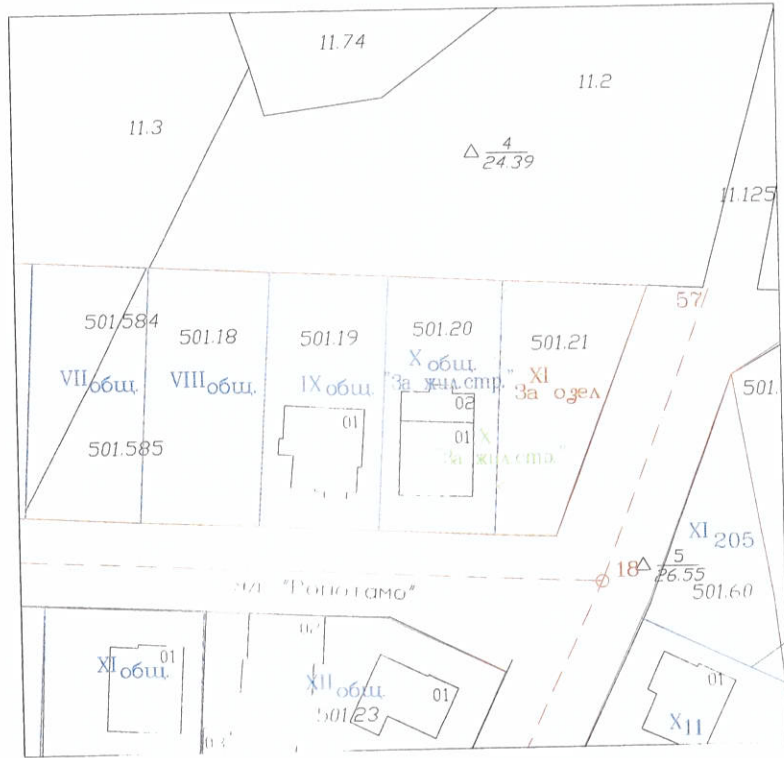 11.74
11.2
11.3
4
24.39
11.125
57
501.584
501.18
501.19
501.20
501.21
VII общ.
VIII общ.
IX общ.
X общ.
"За жил.стр."
XI
За озел
501.
02
01
01
X
"За жил.стр."
501.585
XI 205
18
5
26.55
501.60
ул. "Ропотамо"
XI общ.
01
XII общ.
01
501.23
01
X 11